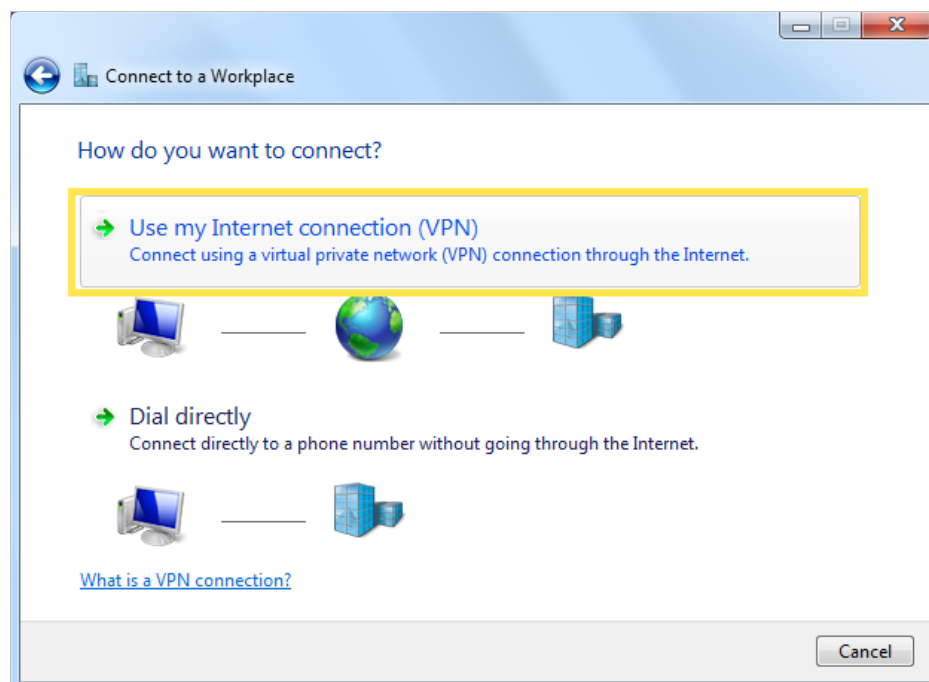 Connect to a Workplace
How do you want to connect?
Use my Internet connection (VPN)
Connect using a virtual private network (VPN) connection through the Internet.
Dial directly
Connect directly to a phone number without going through the Internet.
What is a VPN connection?
Cancel